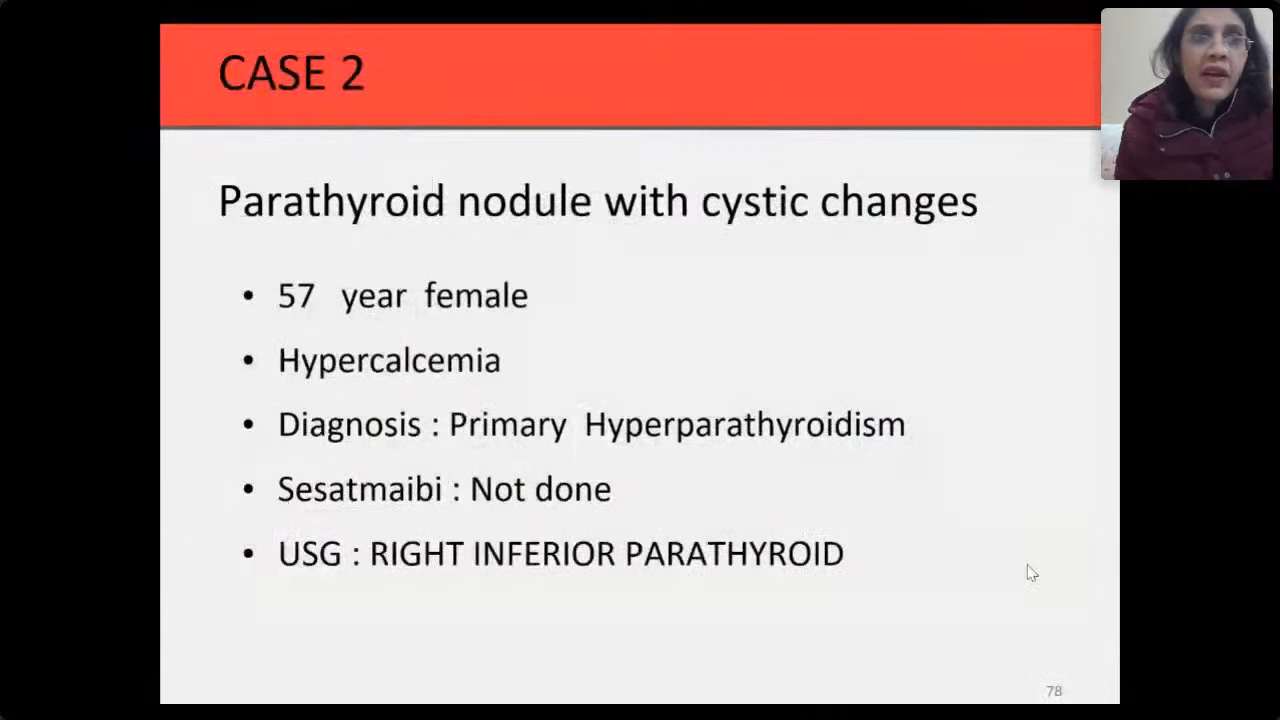 CASE 2
Parathyroid nodule with cystic changes
• 57 year female
• Hypercalcemia
• Diagnosis : Primary Hyperparathyroidism
• Sesatmaibi : Not done
• USG : RIGHT INFERIOR PARATHYROID
78